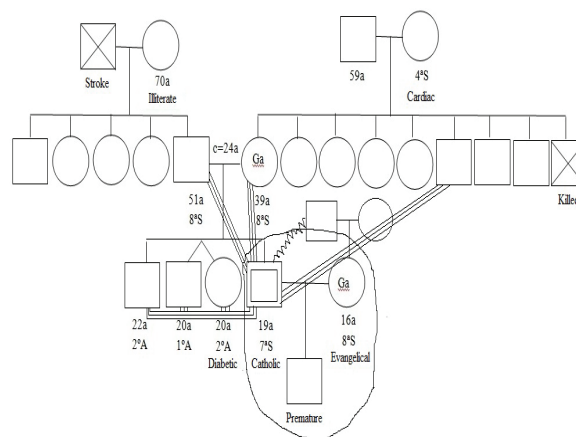 Stroke
70a
Illiterate
59a
4ªS
Cardiac
c=24a
Ga
Killed
51a
8ªS
39a
8ªS
Ga
22a
2ºA
20a
1ºA
20a
2ºA
Diabetic
19a
7ªS
Catholic
16a
8ªS
Evangelical
Premature